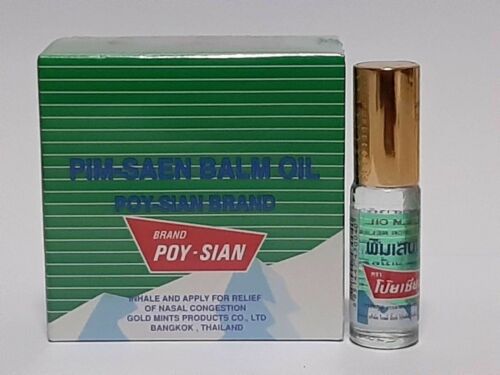 PIM-SAEN BALM OIL
POY-SIAN BRAND
BRAND
POY-SIAN
INHALE AND APPLY FOR RELIEF
OF NASAL CONGESTION
GOLD MINTS PRODUCTS CO., LTD
BANGKOK , THAILAND
พิมเสน
ตรา
โป๊ยเซีย